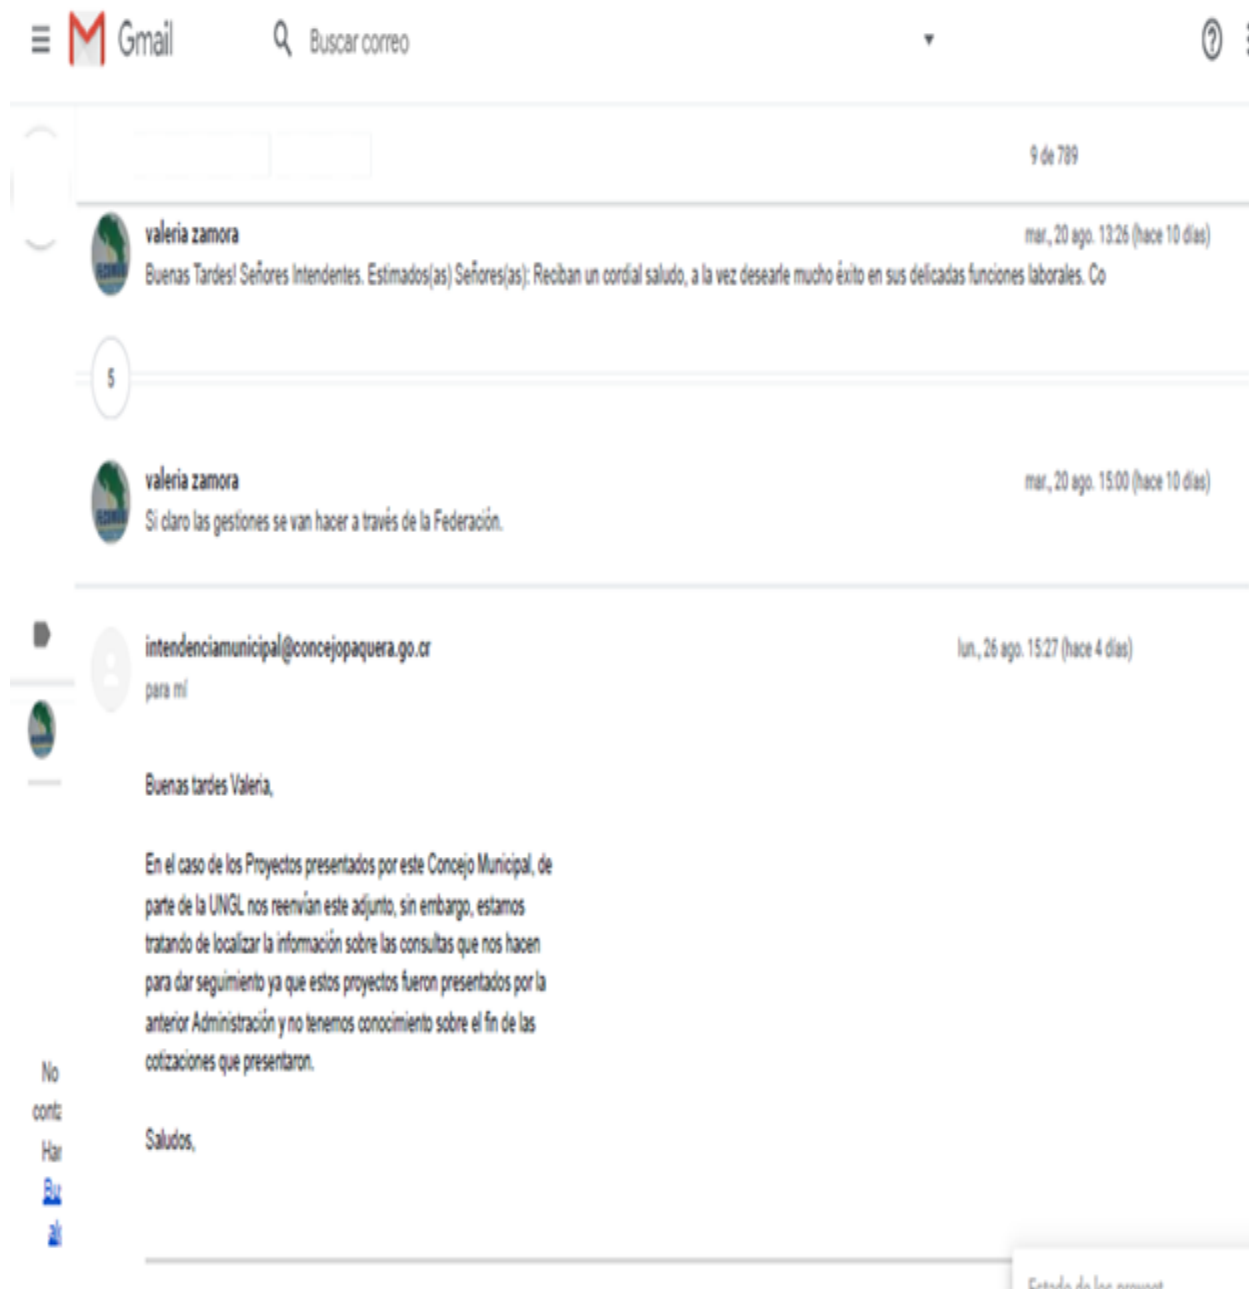 Gmail
Buscar correo
9 de 789
valeria zamora
mar., 20 ago. 13:26 (hace 10 días)
Buenas Tardes! Señores Intendentes. Estimados(as) Señores(as): Reciban un cordial saludo, a la vez desearle mucho éxito en sus delicadas funciones laborales. Co
5
valeria zamora
mar., 20 ago. 15:00 (hace 10 días)
Si claro las gestiones se van hacer a través de la Federación.
intendenciamunicipal@concejopaquera.go.cr
lun., 26 ago. 15:27 (hace 4 días)
para mí
Buenas tardes Valeria,
En el caso de los Proyectos presentados por este Concejo Municipal, de
parte de la UNGL nos reenvían este adjunto, sin embargo, estamos
tratando de localizar la información sobre las consultas que nos hacen
para dar seguimiento ya que estos proyectos fueron presentados por la
anterior Administración y no tenemos conocimiento sobre el fin de las
cotizaciones que presentaron.
No
conta
Han
Saludos,
Bu
Estado de los proyect